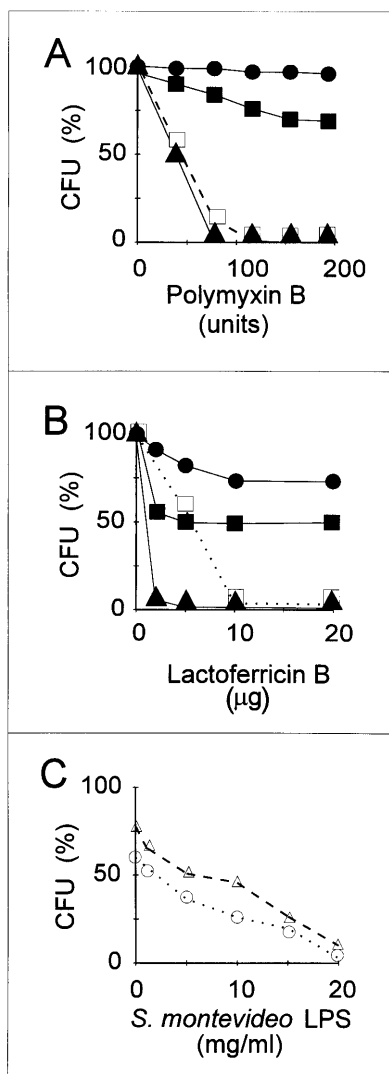 A
100
50
0
CFU (%)
0 100 200
Polymyxin B
(units)
B
100
50
0
CFU (%)
0 10 20
Lactoferricin B
(µg)
C
100
50
0
CFU (%)
0 10 20
S. montevideo LPS
(mg/ml)